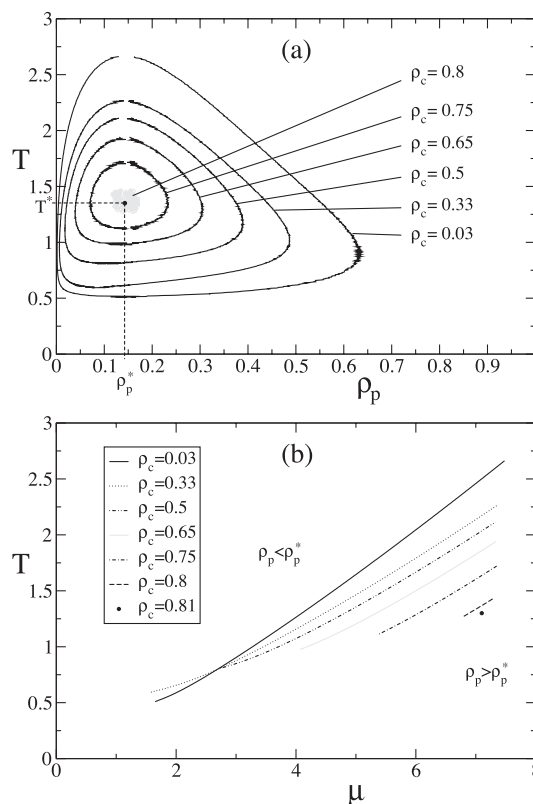 (a)
3
2.5
2
1.5
1
0.5
0
T
T*
ρc= 0.8
ρc= 0.75
ρc= 0.65
ρc= 0.5
ρc= 0.33
ρc= 0.03
0 0.1 0.2 0.3 0.4 0.5 0.6 0.7 0.8 0.9
ρp*
ρp
(b)
3
2.5
2
1.5
1
0.5
0
T
ρc=0.03
ρc=0.33
ρc=0.5
ρc=0.65
ρc=0.75
ρc=0.8
ρc=0.81
ρp<ρp*
ρp>ρp*
0 2 4 6 8
μ